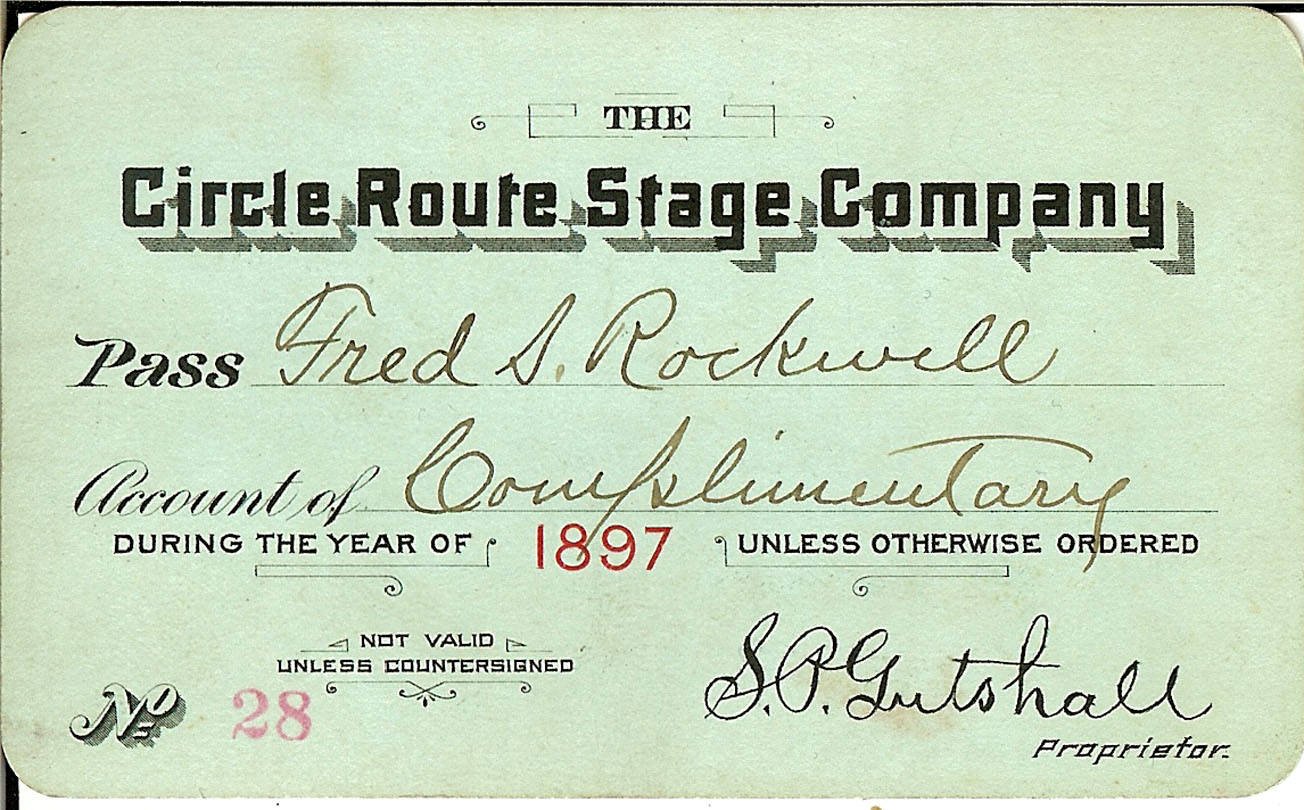 THE
Circle Route Stage Company
Pass Fred S. Rockwell
Account of Complimentary
DURING THE YEAR OF 1897 UNLESS OTHERWISE ORDERED
NOT VALID
UNLESS COUNTERSIGNED
No 28
S. P. Gutshall
Proprietor.